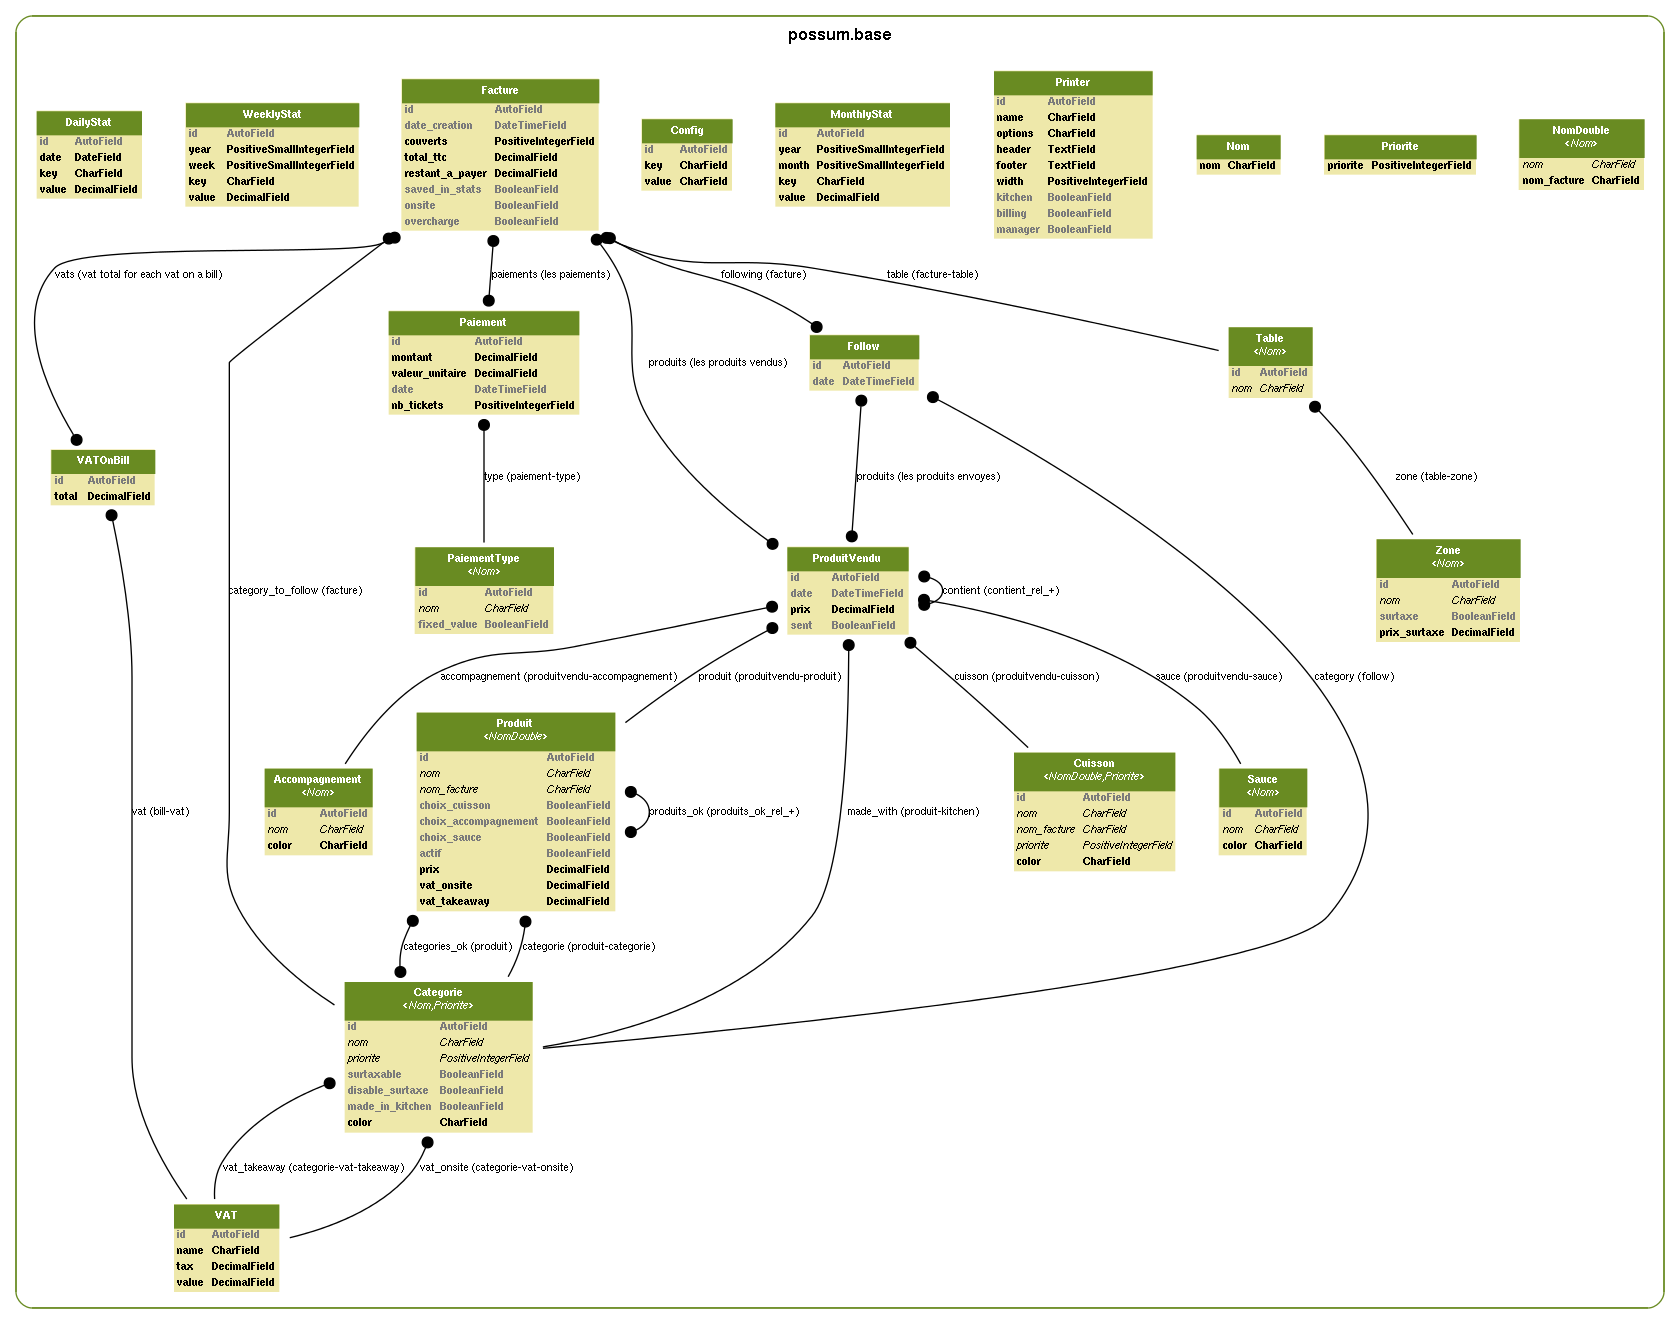 possum.base
DailyStat
id AutoField
date DateField
key CharField
value DecimalField
WeeklyStat
id AutoField
year PositiveSmallIntegerField
week PositiveSmallIntegerField
key CharField
value DecimalField
Facture
id AutoField
date_creation DateTimeField
couverts PositiveIntegerField
total_ttc DecimalField
restant_a_payer DecimalField
saved_in_stats BooleanField
onsite BooleanField
overcharge BooleanField
Config
id AutoField
key CharField
value CharField
MonthlyStat
id AutoField
year PositiveSmallIntegerField
month PositiveSmallIntegerField
key CharField
value DecimalField
Printer
id AutoField
name CharField
options CharField
header TextField
footer TextField
width PositiveIntegerField
kitchen BooleanField
billing BooleanField
manager BooleanField
Nom
nom CharField
Priorite
priorite PositiveIntegerField
NomDouble
<Nom>
nom CharField
nom_facture CharField
vats (vat total for each vat on a bill)
paiements (les paiements)
following (facture)
table (facture-table)
Paiement
id AutoField
montant DecimalField
valeur_unitaire DecimalField
date DateTimeField
nb_tickets PositiveIntegerField
produits (les produits vendus)
Follow
id AutoField
date DateTimeField
Table
<Nom>
id AutoField
nom CharField
VATOnBill
id AutoField
total DecimalField
type (paiement-type)
produits (les produits envoyes)
zone (table-zone)
category_to_follow (facture)
PaiementType
<Nom>
id AutoField
nom CharField
fixed_value BooleanField
ProduitVendu
id AutoField
date DateTimeField
prix DecimalField
sent BooleanField
contient (contient_rel_+)
Zone
<Nom>
id AutoField
nom CharField
surtaxe BooleanField
prix_surtaxe DecimalField
accompagnement (produitvendu-accompagnement)
produit (produitvendu-produit)
cuisson (produitvendu-cuisson)
sauce (produitvendu-sauce)
category (follow)
vat (bill-vat)
Accompagnement
<Nom>
id AutoField
nom CharField
color CharField
Produit
<NomDouble>
id AutoField
nom CharField
nom_facture CharField
choix_cuisson BooleanField
choix_accompagnement BooleanField
choix_sauce BooleanField
actif BooleanField
prix DecimalField
vat_onsite DecimalField
vat_takeaway DecimalField
produits_ok (produits_ok_rel_+)
made_with (produit-kitchen)
Cuisson
<NomDouble,Priorite>
id AutoField
nom CharField
nom_facture CharField
priorite PositiveIntegerField
color CharField
Sauce
<Nom>
id AutoField
nom CharField
color CharField
categories_ok (produit)
categorie (produit-categorie)
Categorie
<Nom,Priorite>
id AutoField
nom CharField
priorite PositiveIntegerField
surtaxable BooleanField
disable_surtaxe BooleanField
made_in_kitchen BooleanField
color CharField
vat_takeaway (categorie-vat-takeaway)
vat_onsite (categorie-vat-onsite)
VAT
id AutoField
name CharField
tax DecimalField
value DecimalField